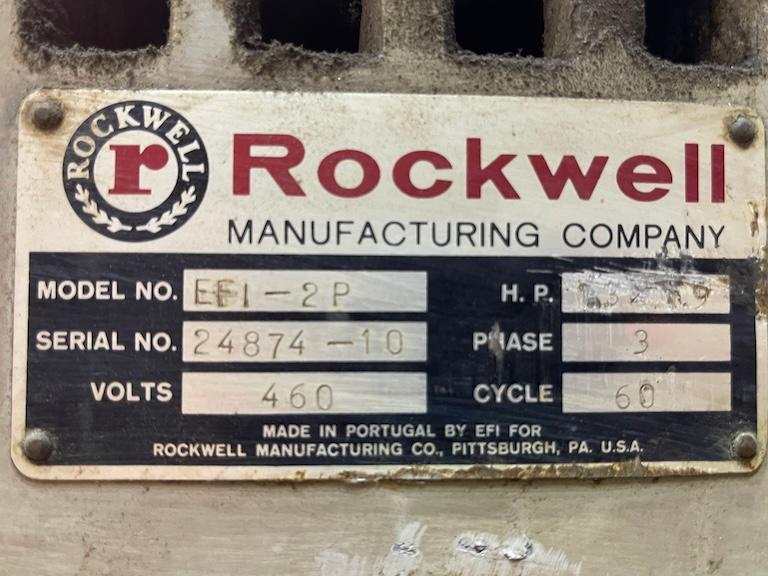 ROCKWELL
r
Rockwell
MANUFACTURING COMPANY
MODEL NO. EFI-2P H. P.
SERIAL NO. 24874-10 PHASE 3
VOLTS 460 CYCLE 60
MADE IN PORTUGAL BY EFI FOR
ROCKWELL MANUFACTURING CO., PITTSBURGH, PA. U.S.A.